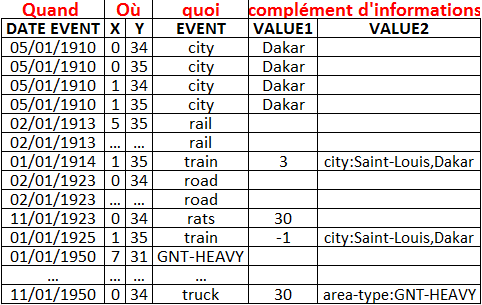 Quand Où quoi complément d'informations
DATE EVENT X Y EVENT VALUE1 VALUE2
05/01/1910 0 34 city Dakar
05/01/1910 0 35 city Dakar
05/01/1910 1 34 city Dakar
05/01/1910 1 35 city Dakar
02/01/1913 5 35 rail
02/01/1913 ... ... rail
01/01/1914 1 35 train 3 city:Saint-Louis,Dakar
02/01/1923 0 34 road
02/01/1923 ... ... road
11/01/1923 0 34 rats 30
01/01/1925 1 35 train -1 city:Saint-Louis,Dakar
01/01/1950 7 31 GNT-HEAVY
... ... ... ...
11/01/1950 0 34 truck 30 area-type:GNT-HEAVY